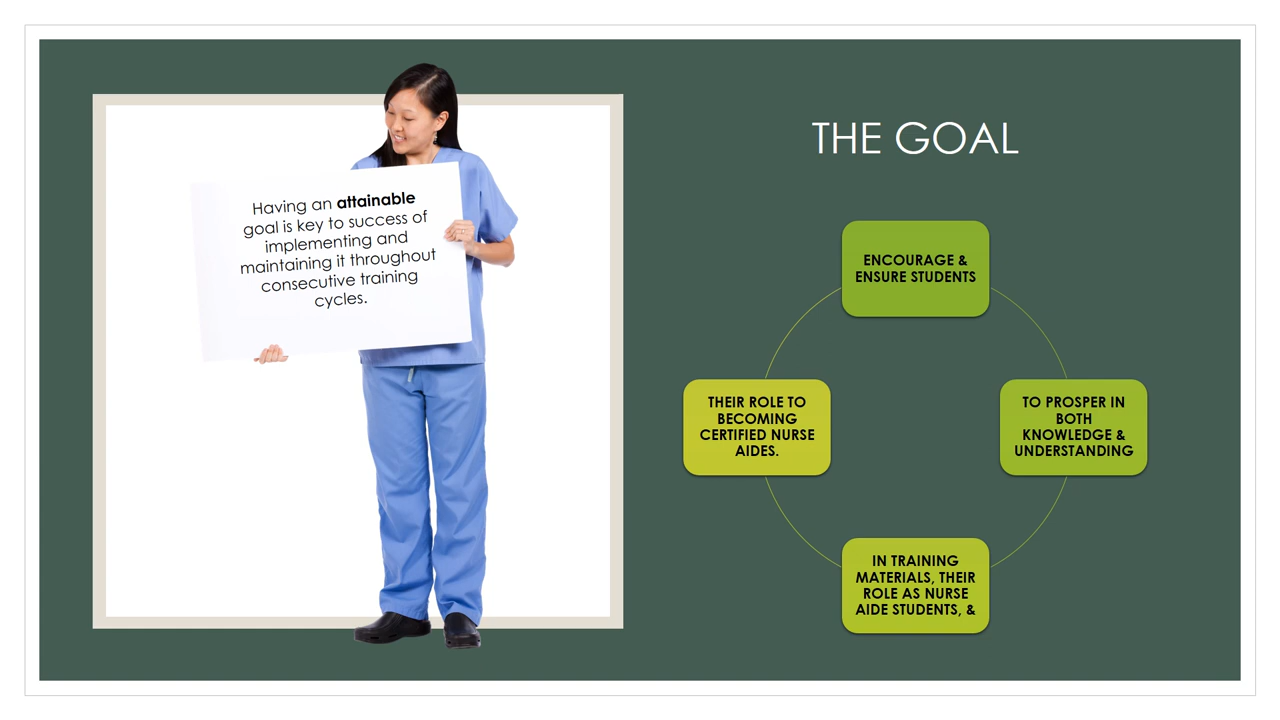 Having an attainable
goal is key to success of
implementing and
maintaining it throughout
consecutive training
cycles.
THE GOAL
ENCOURAGE &
ENSURE STUDENTS
TO PROSPER IN
BOTH
KNOWLEDGE &
UNDERSTANDING
IN TRAINING
MATERIALS, THEIR
ROLE AS NURSE
AIDE STUDENTS, &
THEIR ROLE TO
BECOMING
CERTIFIED NURSE
AIDES.